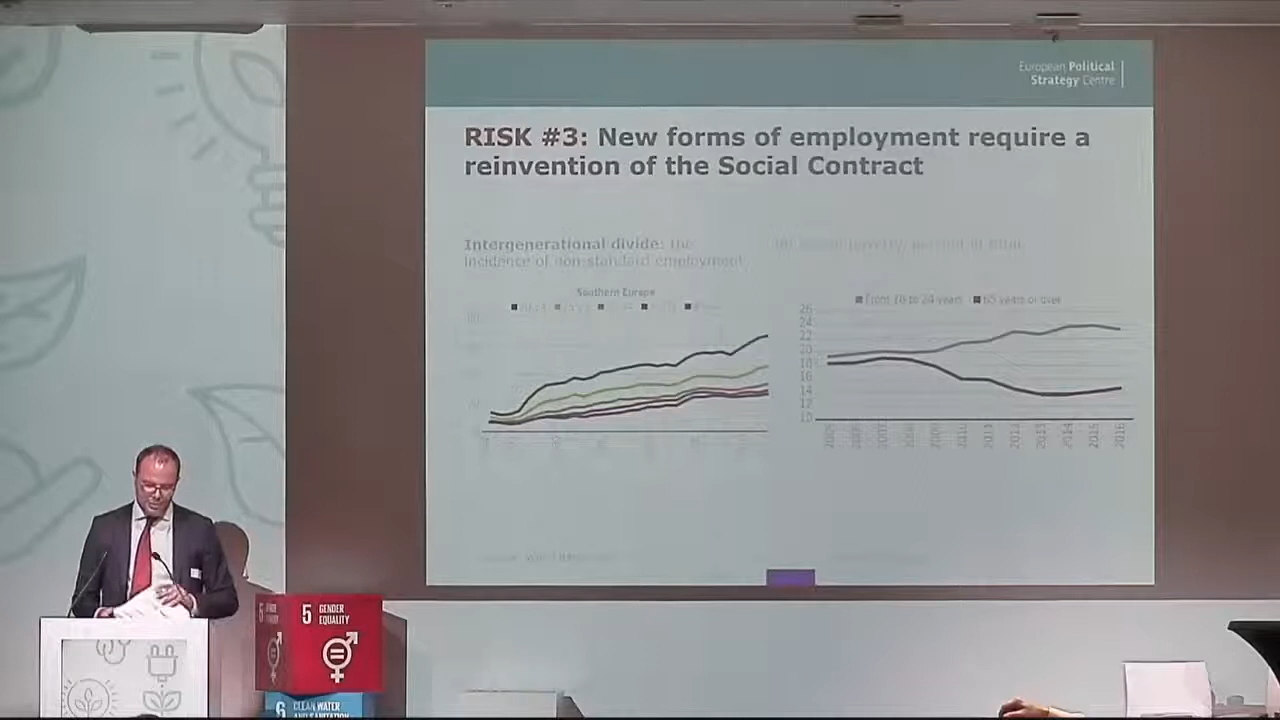 European Political
Strategy Centre
RISK #3: New forms of employment require a
reinvention of the Social Contract
Intergenerational divide: the
incidence of non-standard employment
Southern Europe
From 18 to 24 years
65 years or over
26
24
22
20
18
16
14
12
10
2005 2006 2007 2008 2009 2010 2011 2012 2013 2014 2015 2016
5 GENDER
EQUALITY
6 CLEAN WATER
AND SANITATION